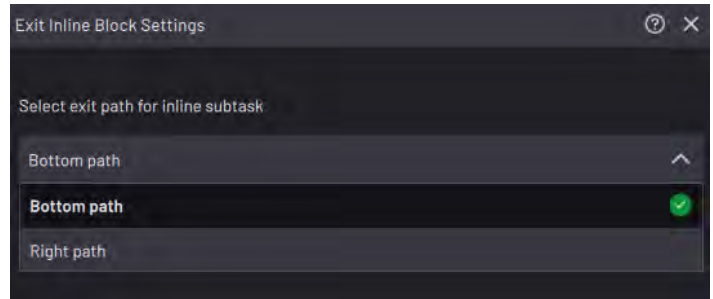 Exit Inline Block Settings
Select exit path for inline subtask
Bottom path
Bottom path
Right path